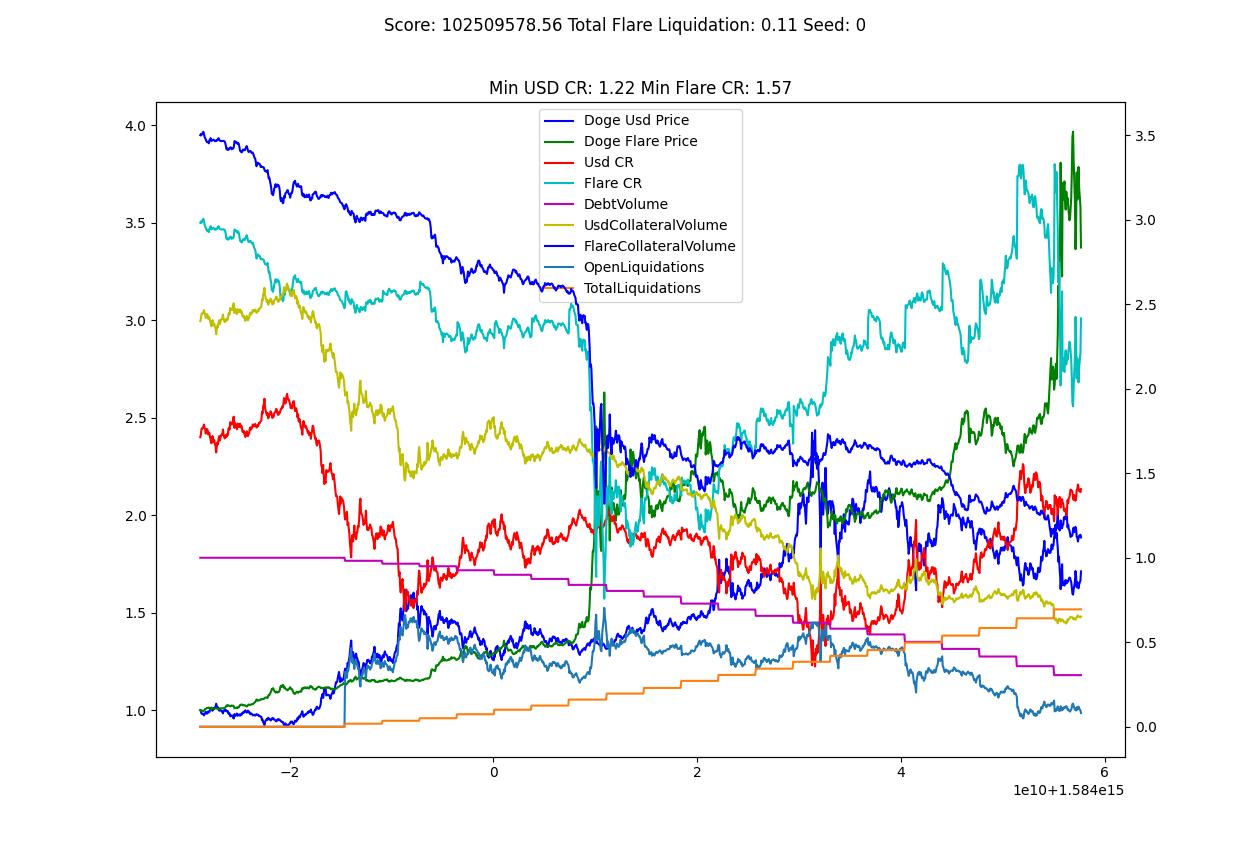 Score: 102509578.56 Total Flare Liquidation: 0.11 Seed: 0
Min USD CR: 1.22 Min Flare CR: 1.57
Doge Usd Price
Doge Flare Price
Usd CR
Flare CR
DebtVolume
UsdCollateralVolume
FlareCollateralVolume
OpenLiquidations
TotalLiquidations
4.0
3.5
3.0
2.5
2.0
1.5
1.0
3.5
3.0
2.5
2.0
1.5
1.0
0.5
0.0
−2
0
2
4
6
1e10+1.584e15